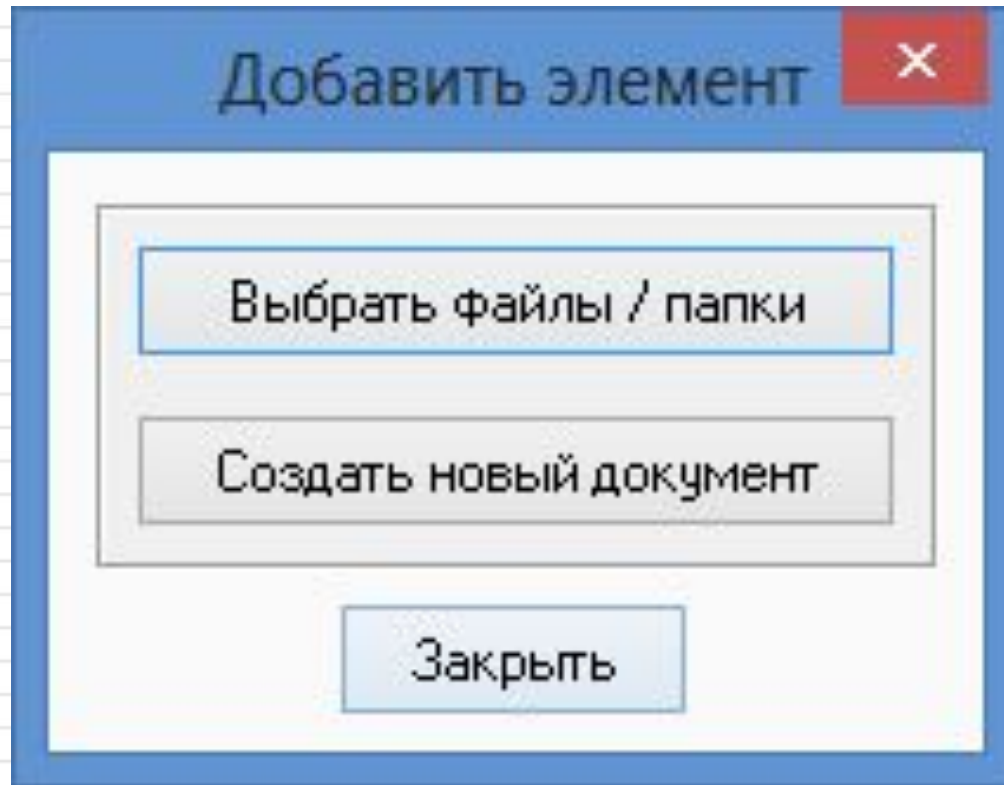 Добавить элемент
Выбрать файлы / папки
Создать новый документ
Закрыть